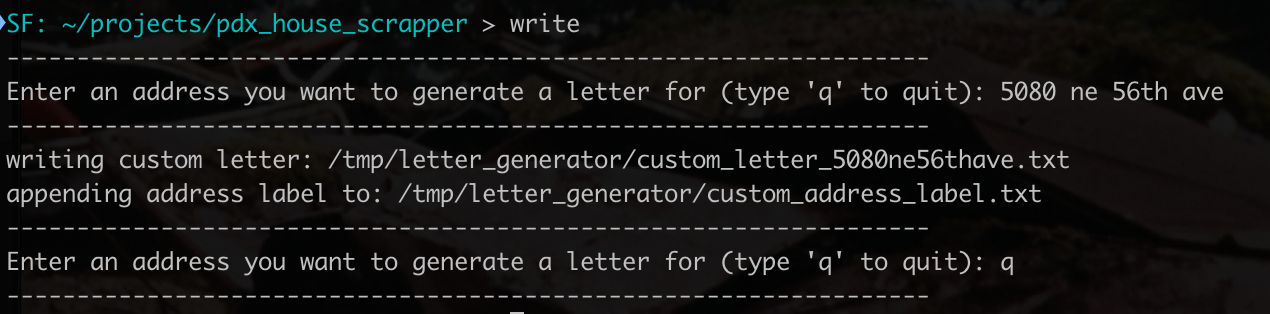 SF: ~/projects/pdx_house_scrapper > write
------------------------------------------------------------------
Enter an address you want to generate a letter for (type 'q' to quit): 5080 ne 56th ave
------------------------------------------------------------------
writing custom letter: /tmp/letter_generator/custom_letter_5080ne56thave.txt
appending address label to: /tmp/letter_generator/custom_address_label.txt
------------------------------------------------------------------
Enter an address you want to generate a letter for (type 'q' to quit): q
------------------------------------------------------------------